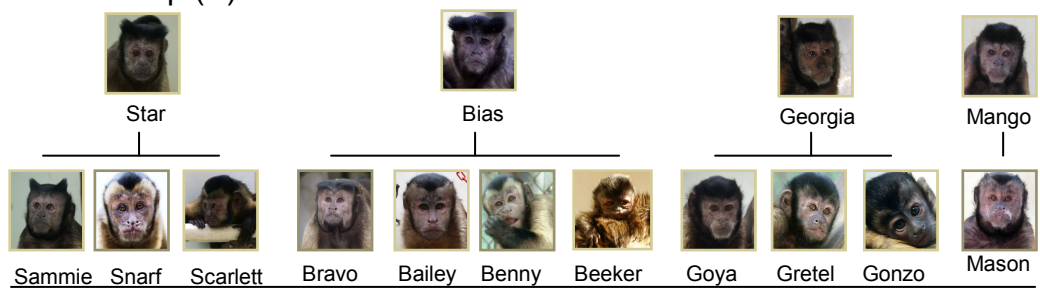 Star Bias Georgia Mango
Sammie Snarf Scarlett Bravo Bailey Benny Beeker Goya Gretel Gonzo Mason